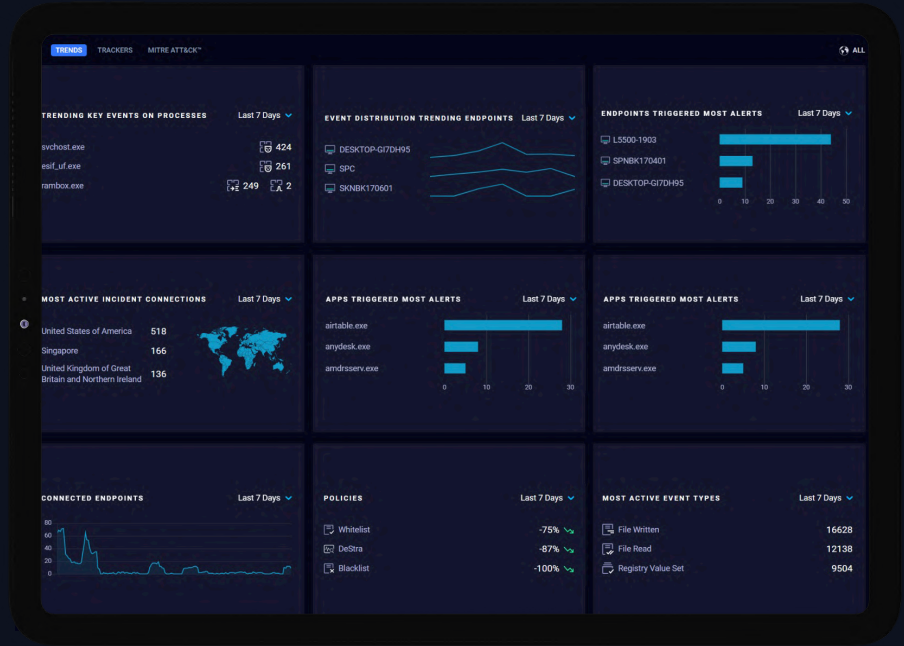 TRENDS TRACKERS MITRE ATT&CK™ ALL
TRENDING KEY EVENTS ON PROCESSES Last 7 Days
svchost.exe 424
esif_uf.exe 261
rambox.exe 249 2
EVENT DISTRIBUTION TRENDING ENDPOINTS Last 7 Days
DESKTOP-GI7DH95
SPC
SKNBK170601
ENDPOINTS TRIGGERED MOST ALERTS Last 7 Days
L5500-1903
SPNBK170401
DESKTOP-GI7DH95
0 10 20 30 40 50
MOST ACTIVE INCIDENT CONNECTIONS Last 7 Days
United States of America 518
Singapore 166
United Kingdom of Great
Britain and Northern Ireland 136
APPS TRIGGERED MOST ALERTS Last 7 Days
airtable.exe
anydesk.exe
amdrsserv.exe
0 10 20 30
APPS TRIGGERED MOST ALERTS Last 7 Days
airtable.exe
anydesk.exe
amdrsserv.exe
0 10 20 30
CONNECTED ENDPOINTS Last 7 Days
80
60
40
20
0
POLICIES Last 7 Days
Whitelist -75%
DeStra -87%
Blacklist -100%
MOST ACTIVE EVENT TYPES Last 7 Days
File Written 16628
File Read 12138
Registry Value Set 9504